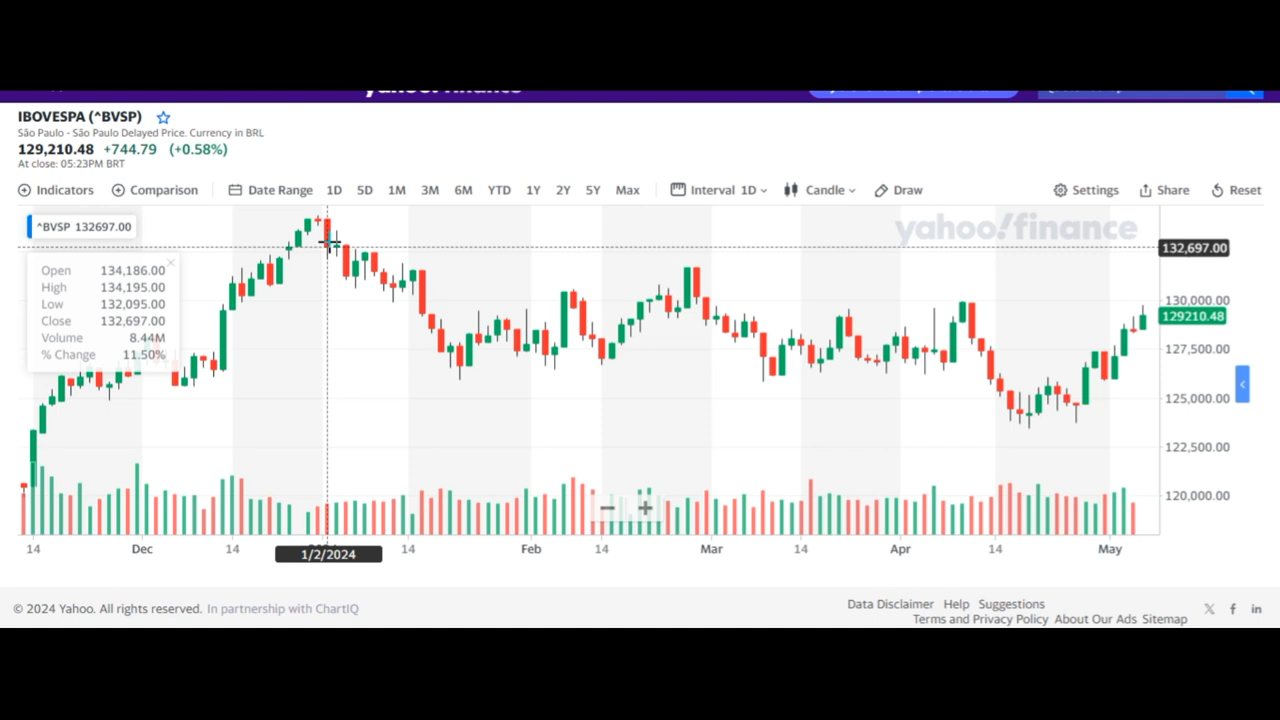 IBOVESPA (^BVSP)
São Paulo - São Paulo Delayed Price. Currency in BRL
129,210.48 +744.79 (+0.58%)
At close: 05:23PM BRT
Indicators Comparison Date Range 1D 5D 1M 3M 6M YTD 1Y 2Y 5Y Max Interval 1D Candle Draw Settings Share Reset
^BVSP 132697.00
yahoo!finance
132,697.00
Open 134,186.00
High 134,195.00
Low 132,095.00
Close 132,697.00
Volume 8.44M
% Change 11.50%
130,000.00
129210.48
127,500.00
125,000.00
122,500.00
120,000.00
14 Dec 14 14 Feb 14 Mar 14 Apr 14 May
1/2/2024
© 2024 Yahoo. All rights reserved. In partnership with ChartIQ
Data Disclaimer Help Suggestions
Terms and Privacy Policy About Our Ads Sitemap